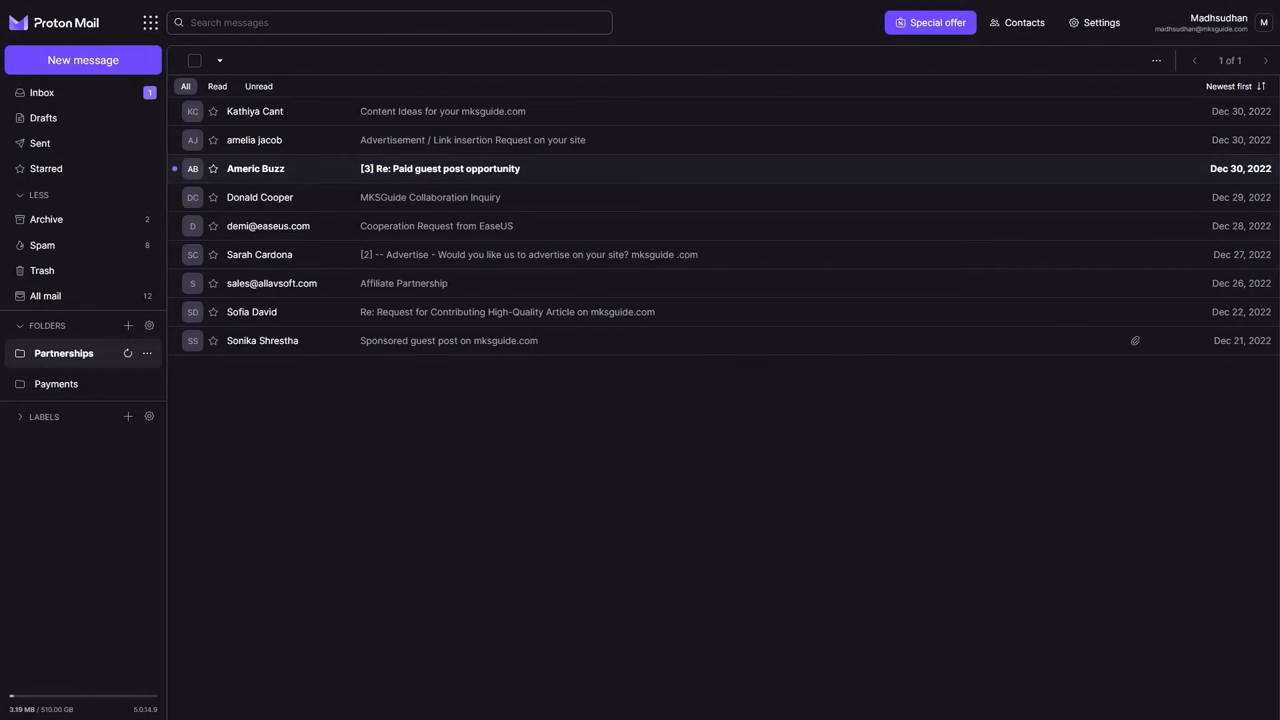 Proton Mail
Search messages
Special offer
Contacts
Settings
Madhsudhan
madhsudhan@mksguide.com
M
New message
1 of 1
Inbox 1
Drafts
Sent
Starred
LESS
Archive 2
Spam 8
Trash
All mail 12
FOLDERS
Partnerships
Payments
LABELS
3.19 MB / 510.00 GB 5.0.14.9
All Read Unread Newest first
KC Kathiya Cant Content Ideas for your mksguide.com Dec 30, 2022
AJ amelia jacob Advertisement / Link insertion Request on your site Dec 30, 2022
AB Americ Buzz [3] Re: Paid guest post opportunity Dec 30, 2022
DC Donald Cooper MKSGuide Collaboration Inquiry Dec 29, 2022
D demi@easeus.com Cooperation Request from EaseUS Dec 28, 2022
SC Sarah Cardona [2] -- Advertise - Would you like us to advertise on your site? mksguide .com Dec 27, 2022
S sales@allavsoft.com Affiliate Partnership Dec 26, 2022
SD Sofia David Re: Request for Contributing High-Quality Article on mksguide.com Dec 22, 2022
SS Sonika Shrestha Sponsored guest post on mksguide.com Dec 21, 2022